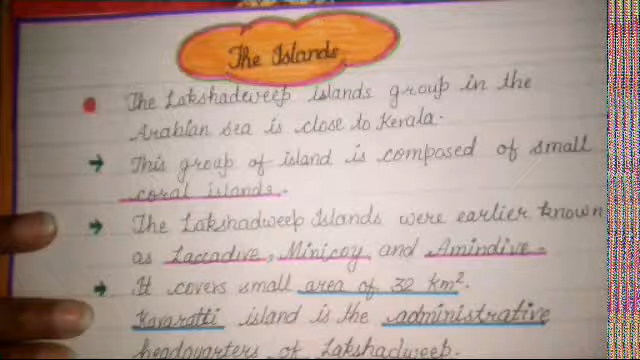 The Islands
The Lakshadweep islands group in the
Arabian sea is close to Kerala.
This group of island is composed of small
coral islands.
The Lakshadweep Islands were earlier known
as Laccadive, Minicoy and Amindive.
It covers small area of 32 km².
Kavaratti island is the administrative
headquarters of Lakshadweep.